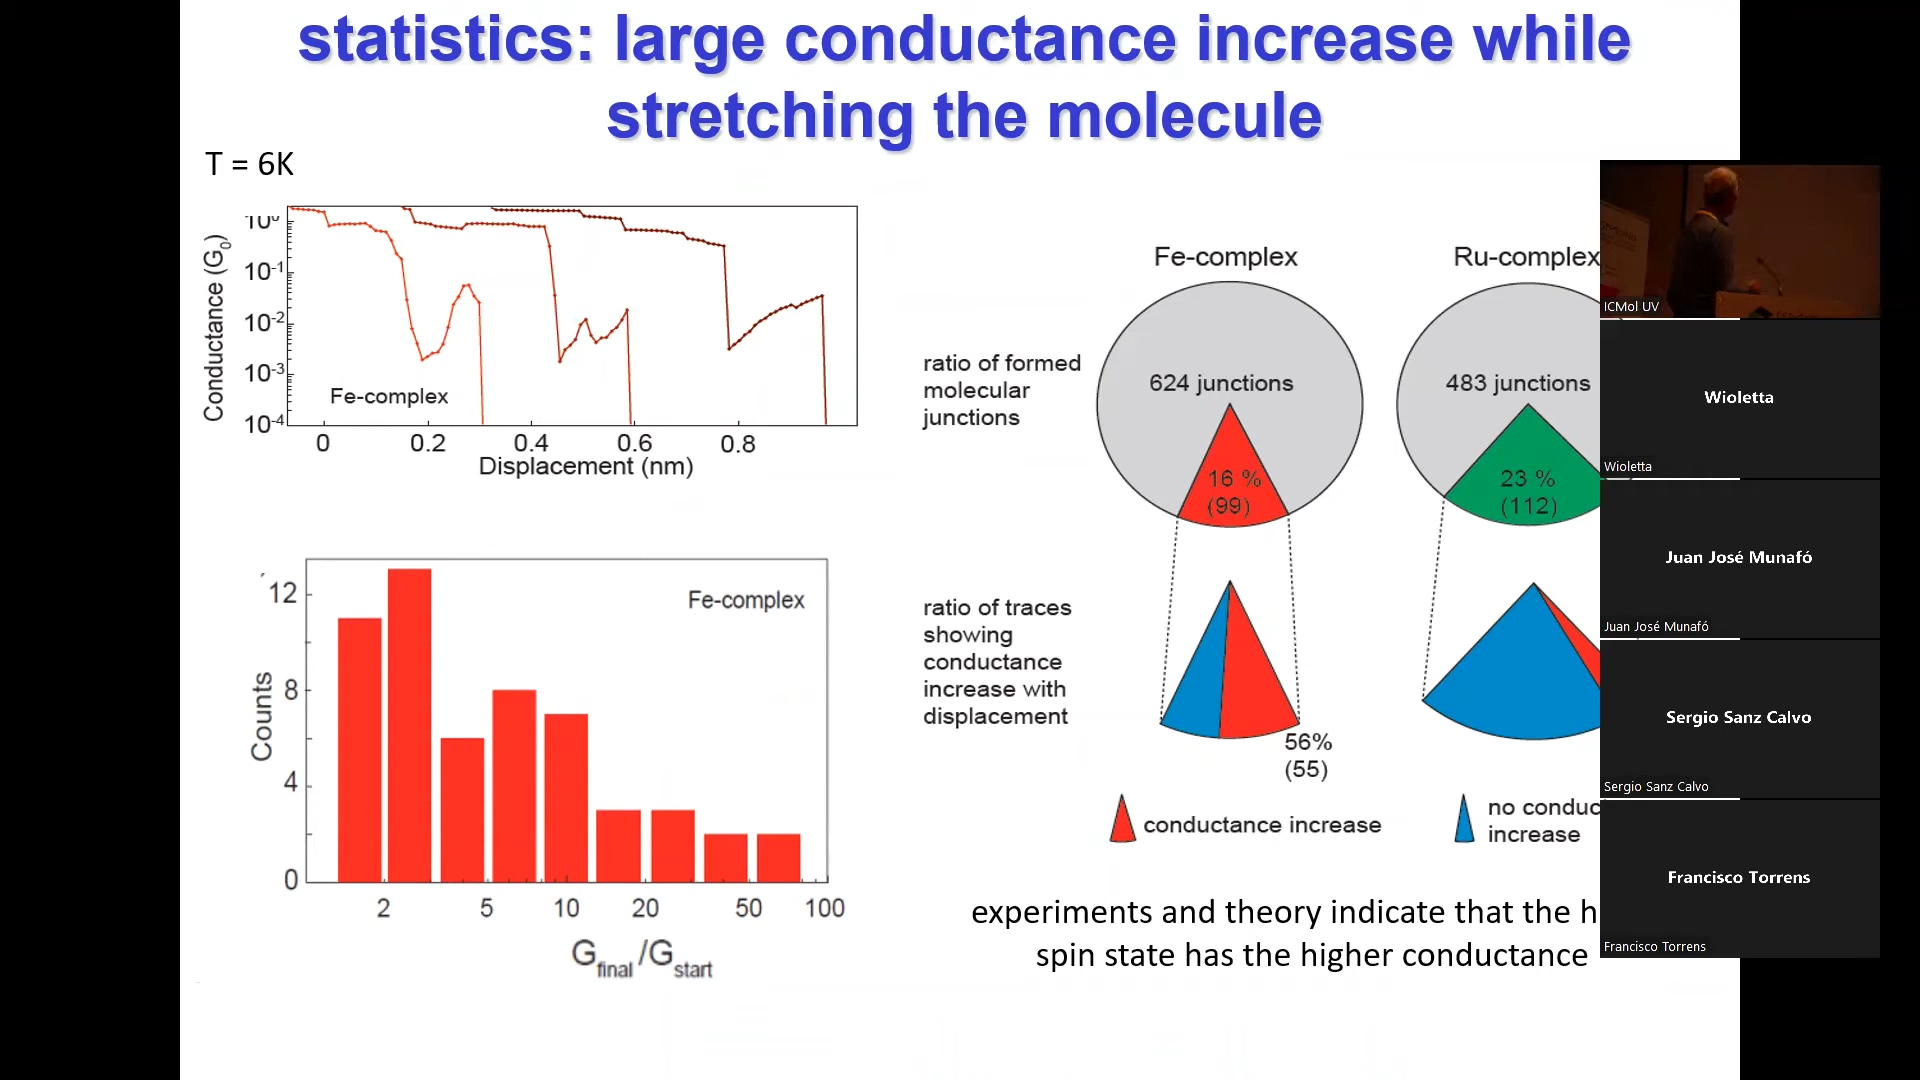 statistics: large conductance increase while
stretching the molecule
T = 6K
Conductance (G0)
10^0
10^-1
10^-2
10^-3
10^-4
Fe-complex
0 0.2 0.4 0.6 0.8
Displacement (nm)
Counts
12
8
4
0
Fe-complex
2 5 10 20 50 100
Gfinal/Gstart
Fe-complex
Ru-complex
ratio of formed
molecular
junctions
624 junctions
16 %
(99)
483 junctions
23 %
(112)
ratio of traces
showing
conductance
increase with
displacement
56%
(55)
conductance increase
no conduc
increase
experiments and theory indicate that the h
spin state has the higher conductance
ICMol UV
Wioletta
Wioletta
Juan José Munafó
Juan José Munafó
Sergio Sanz Calvo
Sergio Sanz Calvo
Francisco Torrens
Francisco Torrens